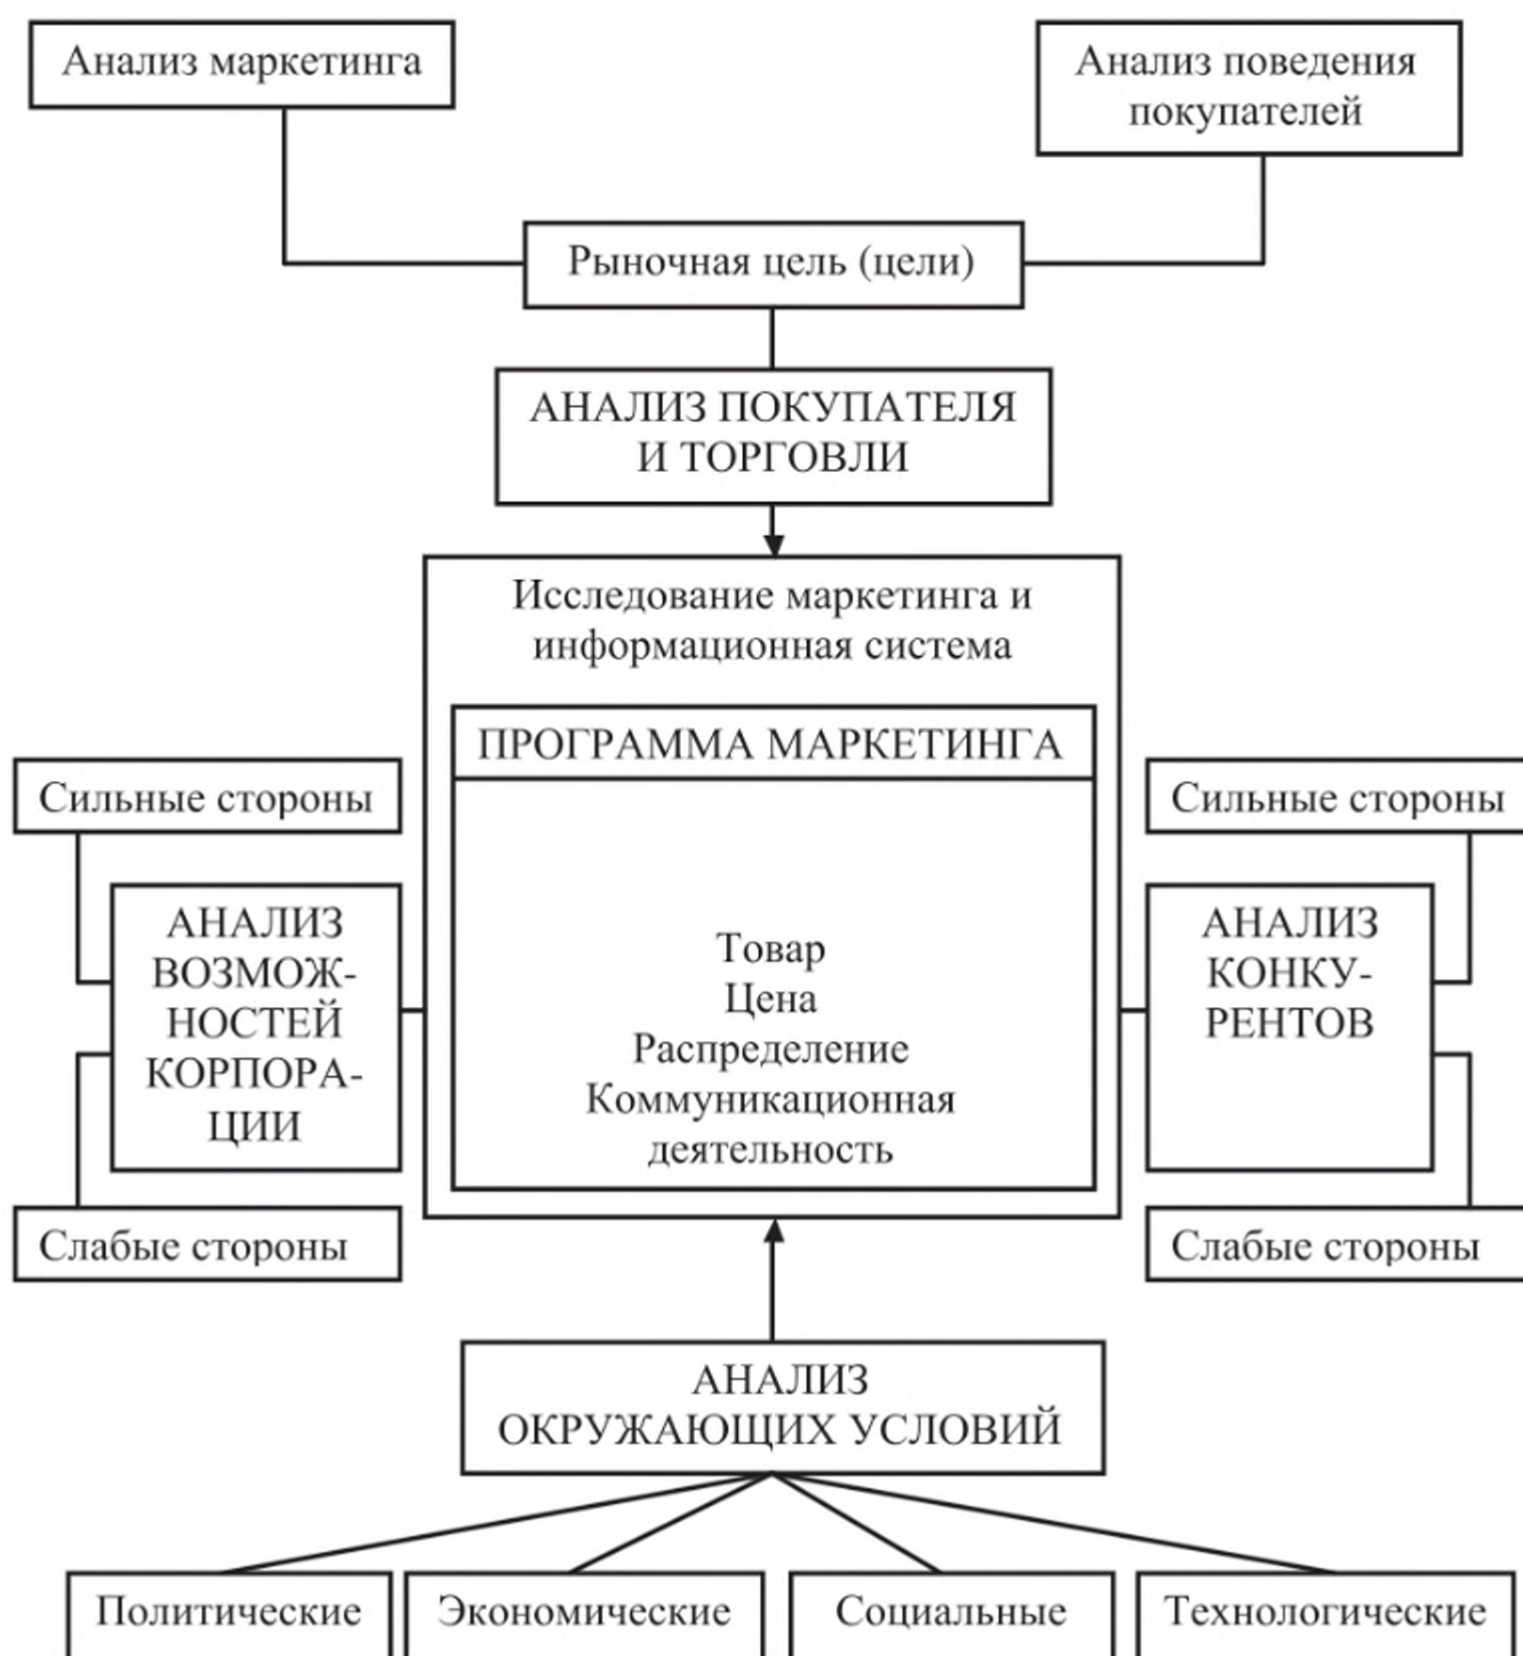 Анализ маркетинга
Анализ поведения
покупателей
Рыночная цель (цели)
АНАЛИЗ ПОКУПАТЕЛЯ
И ТОРГОВЛИ
Исследование маркетинга и
информационная система
ПРОГРАММА МАРКЕТИНГА
Товар
Цена
Распределение
Коммуникационная
деятельность
Сильные стороны
АНАЛИЗ
ВОЗМОЖ-
НОСТЕЙ
КОРПОРА-
ЦИИ
Слабые стороны
Сильные стороны
АНАЛИЗ
КОНКУ-
РЕНТОВ
Слабые стороны
АНАЛИЗ
ОКРУЖАЮЩИХ УСЛОВИЙ
Политические
Экономические
Социальные
Технологические